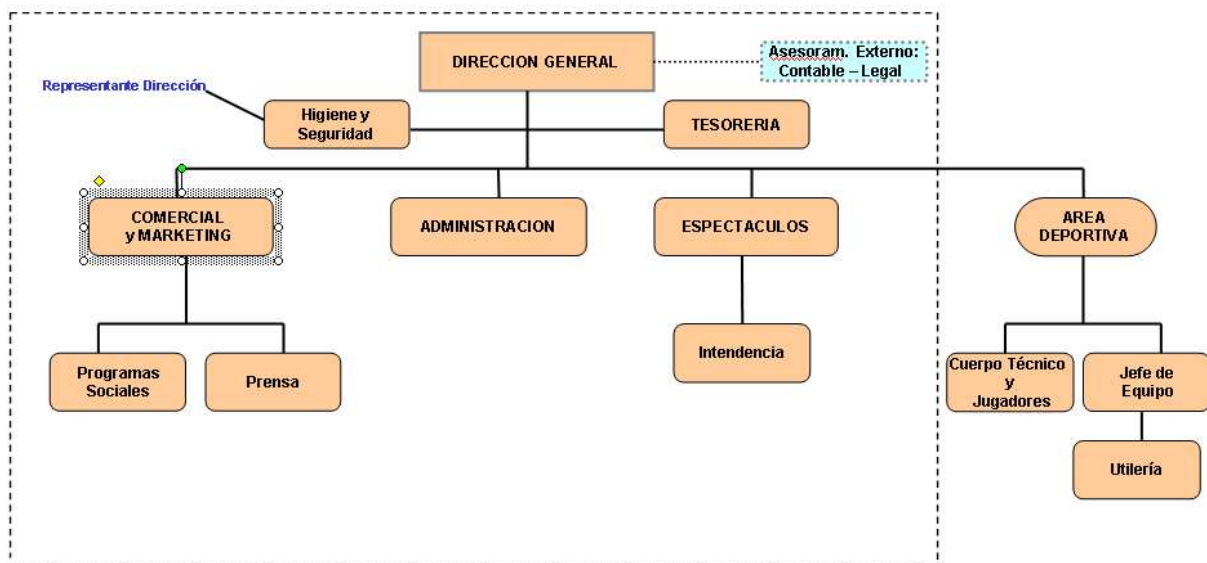 DIRECCION GENERAL
Asesoram. Externo:
Contable – Legal
Representante Dirección
Higiene y
Seguridad
TESORERIA
COMERCIAL
y MARKETING
ADMINISTRACION
ESPECTACULOS
AREA
DEPORTIVA
Programas
Sociales
Prensa
Intendencia
Cuerpo Técnico
y
Jugadores
Jefe de
Equipo
Utilería